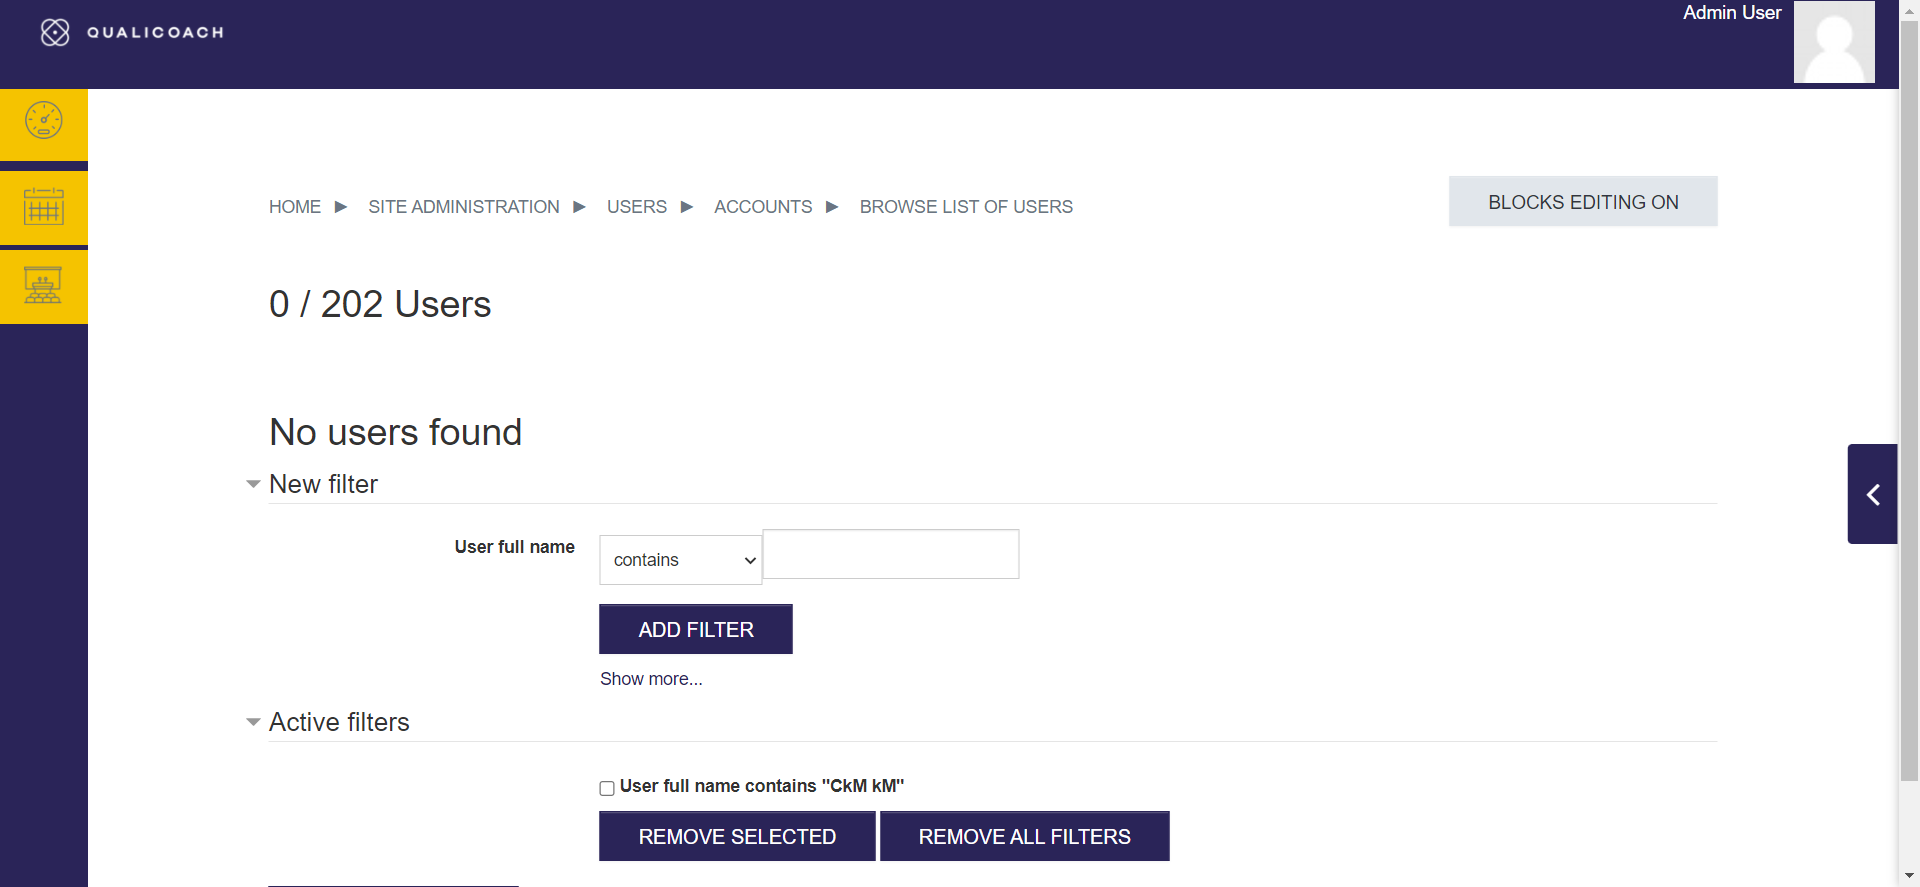 QUALICOACH
Admin User
HOME ▶ SITE ADMINISTRATION ▶ USERS ▶ ACCOUNTS ▶ BROWSE LIST OF USERS
BLOCKS EDITING ON
0 / 202 Users
No users found
New filter
User full name
contains
ADD FILTER
Show more...
Active filters
User full name contains "CkM kM"
REMOVE SELECTED
REMOVE ALL FILTERS